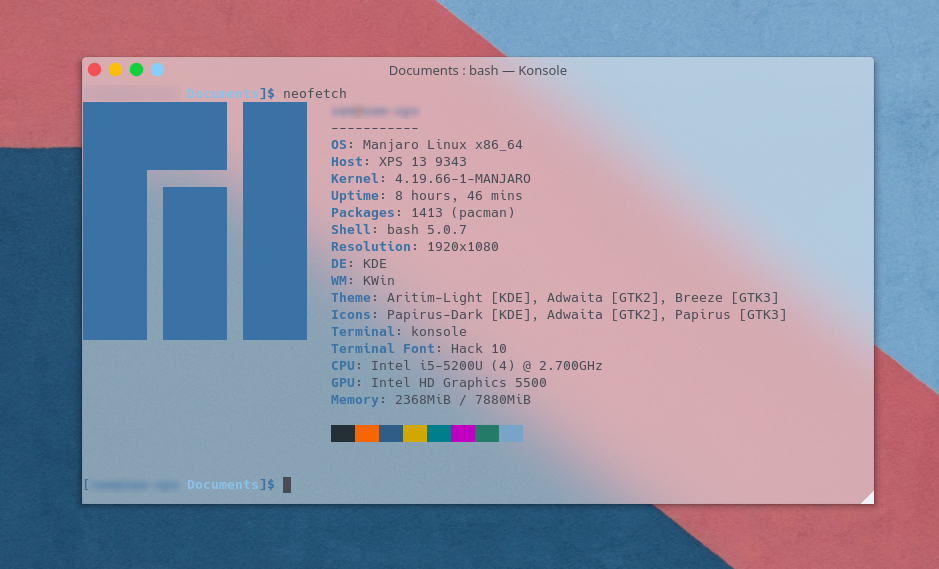 Documents : bash — Konsole
Documents]$ neofetch
-----------
OS: Manjaro Linux x86_64
Host: XPS 13 9343
Kernel: 4.19.66-1-MANJARO
Uptime: 8 hours, 46 mins
Packages: 1413 (pacman)
Shell: bash 5.0.7
Resolution: 1920x1080
DE: KDE
WM: KWin
Theme: Aritim-Light [KDE], Adwaita [GTK2], Breeze [GTK3]
Icons: Papirus-Dark [KDE], Adwaita [GTK2], Papirus [GTK3]
Terminal: konsole
Terminal Font: Hack 10
CPU: Intel i5-5200U (4) @ 2.700GHz
GPU: Intel HD Graphics 5500
Memory: 2368MiB / 7880MiB
[ Documents]$